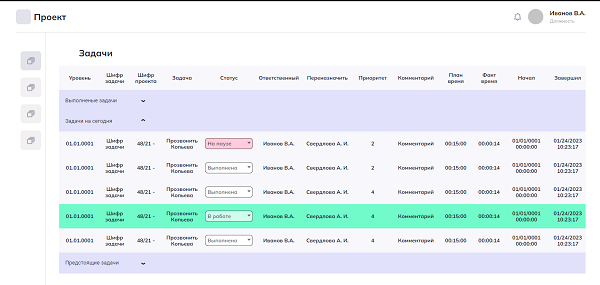 Проект
Иванов В.А.
Должность
Задачи
Уровень Шифр задачи Шифр проекта Задача Статус Ответственный Переназначить Приоритет Комментарий План время Факт время Начал Завершил
Выполненые задачи
Задачи на сегодня
01.01.0001 Шифр задачи 48/21 - Прозвонить Копьево На паузе Иванов В.А. Свердлова А. И. 2 Комментарий 00:15:00 00:00:14 01/01/0001 00:00:00 01/24/2023 10:23:17
01.01.0001 Шифр задачи 48/21 - Прозвонить Копьево Выполнено Иванов В.А. Свердлова А. И. 2 Комментарий 00:15:00 00:00:14 01/01/0001 00:00:00 01/24/2023 10:23:17
01.01.0001 Шифр задачи 48/21 - Прозвонить Копьево Выполнено Иванов В.А. Свердлова А. И. 4 Комментарий 00:15:00 00:00:14 01/01/0001 00:00:00 01/24/2023 10:23:17
01.01.0001 Шифр задачи 48/21 - Прозвонить Копьево В работе Иванов В.А. Свердлова А. И. 4 Комментарий 00:15:00 00:00:14 01/01/0001 00:00:00 01/24/2023 10:23:17
01.01.0001 Шифр задачи 48/21 - Прозвонить Копьево Выполнено Иванов В.А. Свердлова А. И. 4 Комментарий 00:15:00 00:00:14 01/01/0001 00:00:00 01/24/2023 10:23:17
Предстоящие задачи